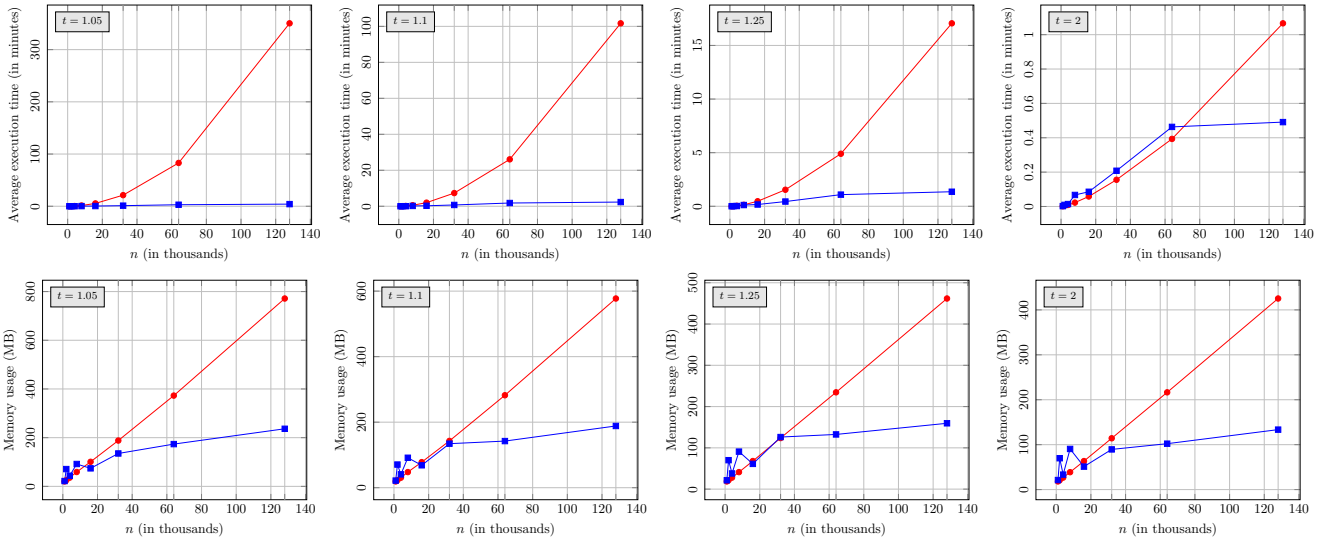 t = 1.05
Average execution time (in minutes)
300
200
100
0
0 20 40 60 80 100 120 140
n (in thousands)
t = 1.1
Average execution time (in minutes)
100
80
60
40
20
0
0 20 40 60 80 100 120 140
n (in thousands)
t = 1.25
Average execution time (in minutes)
15
10
5
0
0 20 40 60 80 100 120 140
n (in thousands)
t = 2
Average execution time (in minutes)
1
0.8
0.6
0.4
0.2
0
0 20 40 60 80 100 120 140
n (in thousands)
t = 1.05
Memory usage (MB)
800
600
400
200
0
0 20 40 60 80 100 120 140
n (in thousands)
t = 1.1
Memory usage (MB)
600
400
200
0
0 20 40 60 80 100 120 140
n (in thousands)
t = 1.25
Memory usage (MB)
500
400
300
200
100
0
0 20 40 60 80 100 120 140
n (in thousands)
t = 2
Memory usage (MB)
400
300
200
100
0
0 20 40 60 80 100 120 140
n (in thousands)